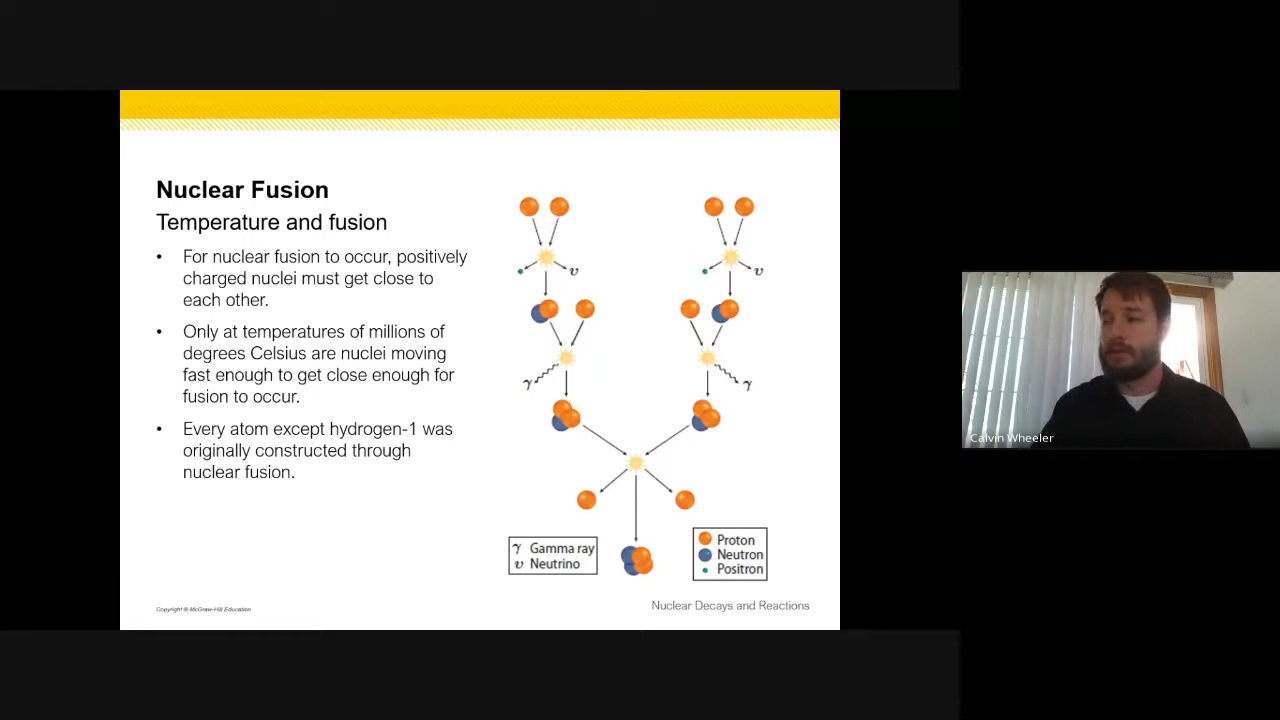 Nuclear Fusion
Temperature and fusion
• For nuclear fusion to occur, positively
charged nuclei must get close to
each other.
• Only at temperatures of millions of
degrees Celsius are nuclei moving
fast enough to get close enough for
fusion to occur.
• Every atom except hydrogen-1 was
originally constructed through
nuclear fusion.
υ
υ
γ
γ
γ Gamma ray
υ Neutrino
Proton
Neutron
Positron
Copyright © McGraw-Hill Education
Nuclear Decays and Reactions
Calvin Wheeler